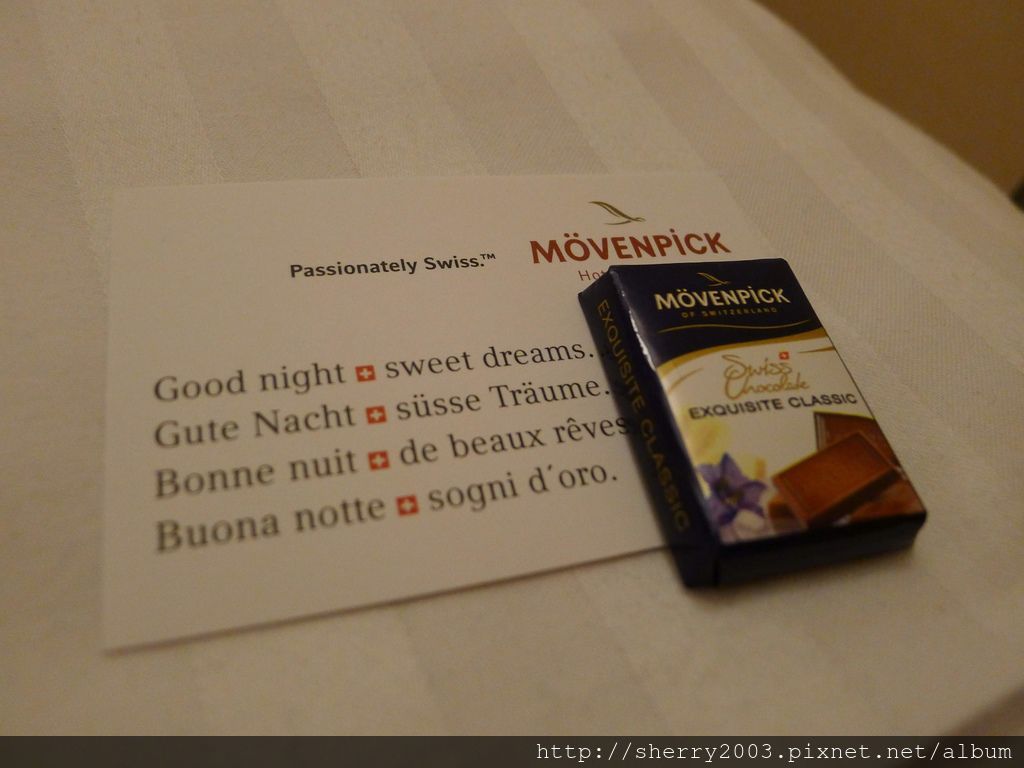 Passionately Swiss.™
MÖVENPICK
Good night + sweet dreams...
Gute Nacht + süsse Träume...
Bonne nuit + de beaux rêves
Buona notte + sogni d´oro.
MÖVENPICK
OF SWITZERLAND
Swiss
Chocolate
EXQUISITE CLASSIC
EXQUISITE CLASSIC
http://sherry2003.pixnet.net/album